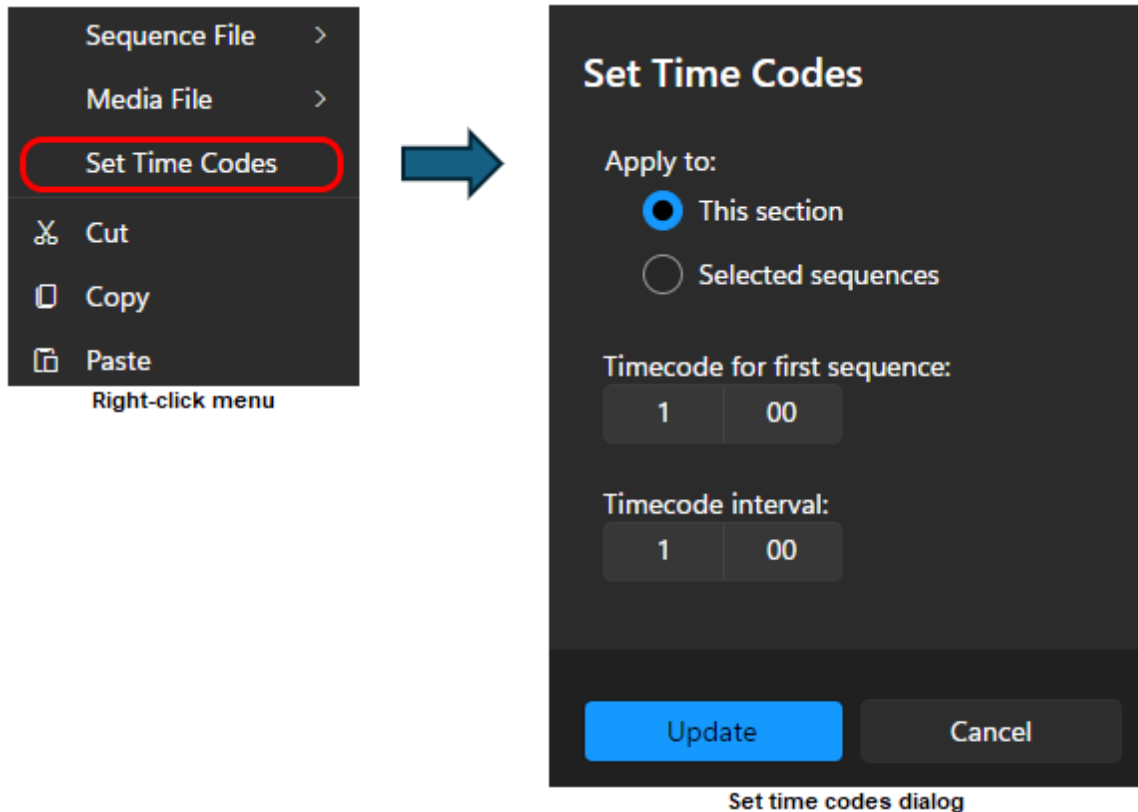 Sequence File
Media File
Set Time Codes
Cut
Copy
Paste
Right-click menu
Set Time Codes
Apply to:
This section
Selected sequences
Timecode for first sequence:
1 00
Timecode interval:
1 00
Update Cancel
Set time codes dialog